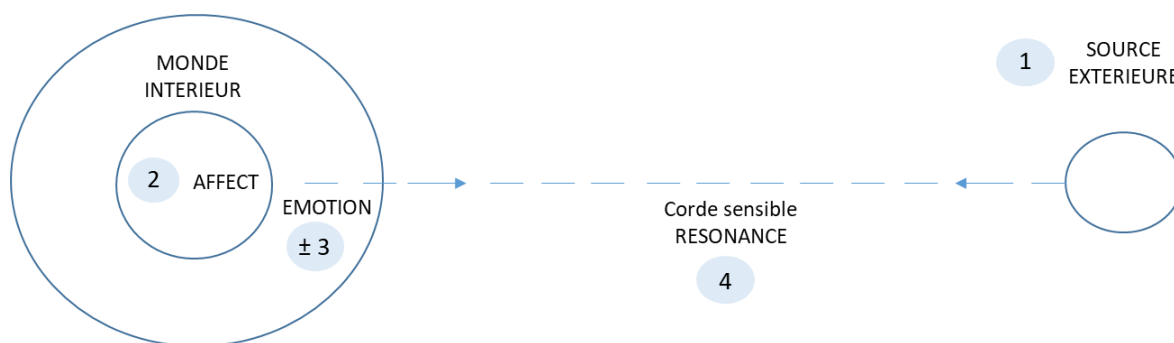 MONDE
INTERIEUR
2
AFFECT
EMOTION
± 3
Corde sensible
RESONANCE
4
1
SOURCE
EXTERIEURE